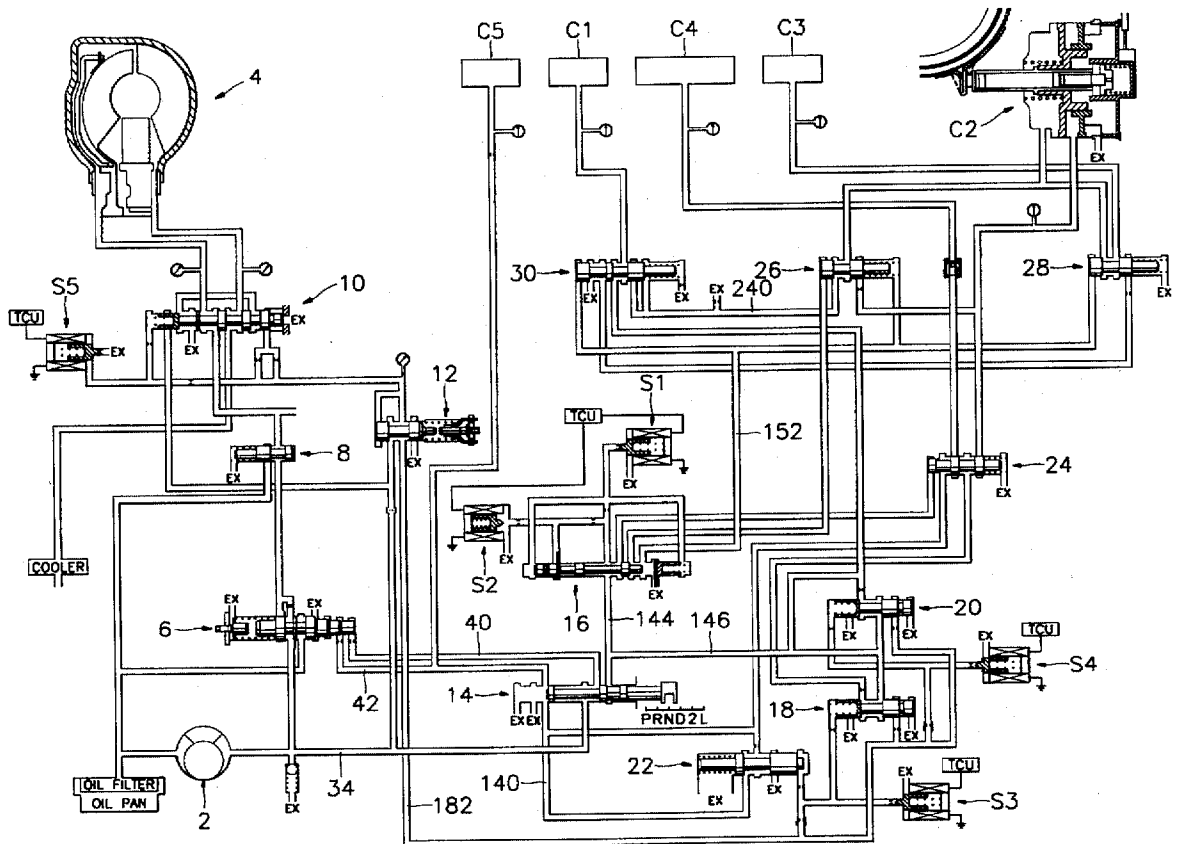 C5 C1 C4 C3
C2
EX
4
30 26 28
S5 10
EX 240 EX EX
TCU
EX
EX
EX
12
S1
TCU
152
EX
8
EX
EX
24
EX
S2 EX
EX
COOLER
16
EX
EX EX
20
6
40 144 146
EX EX
TCU
EX
S4
42
14
18
EX EX
PRND2L
EX EX
22
TCU
OIL FILTER
OIL PAN
2
EX
34
140
182
EX EX
EX
S3